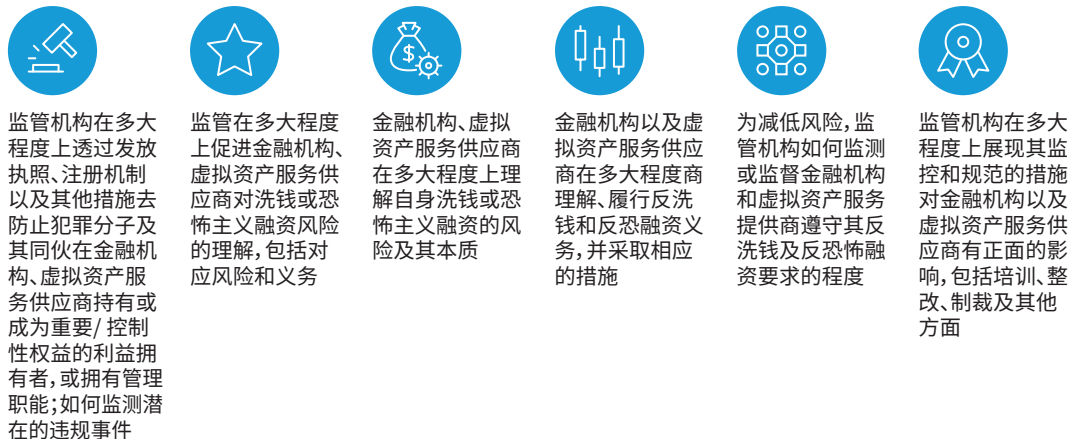 监管机构在多大
程度上透过发放
执照、注册机制
以及其他措施去
防止犯罪分子及
其同伙在金融机
构、虚拟资产服
务供应商持有或
成为重要/ 控制
性权益的利益拥
有者,或拥有管理
职能;如何监测潜
在的违规事件
监管在多大程度
上促进金融机构、
虚拟资产服务供
应商对洗钱或恐
怖主义融资风险
的理解,包括对
应风险和义务
金融机构、虚拟
资产服务供应商
在多大程度上理
解自身洗钱或恐
怖主义融资的风
险及其本质
金融机构以及虚
拟资产服务供应
商在多大程度商
理解、履行反洗
钱和反恐融资义
务,并采取相应
的措施
为减低风险,监
管机构如何监测
或监督金融机构
和虚拟资产服务
提供商遵守其反
洗钱及反恐怖融
资要求的程度
监管机构在多大
程度上展现其监
控和规范的措施
对金融机构以及
虚拟资产服务供
应商有正面的影
响,包括培训、整
改、制裁及其他
方面